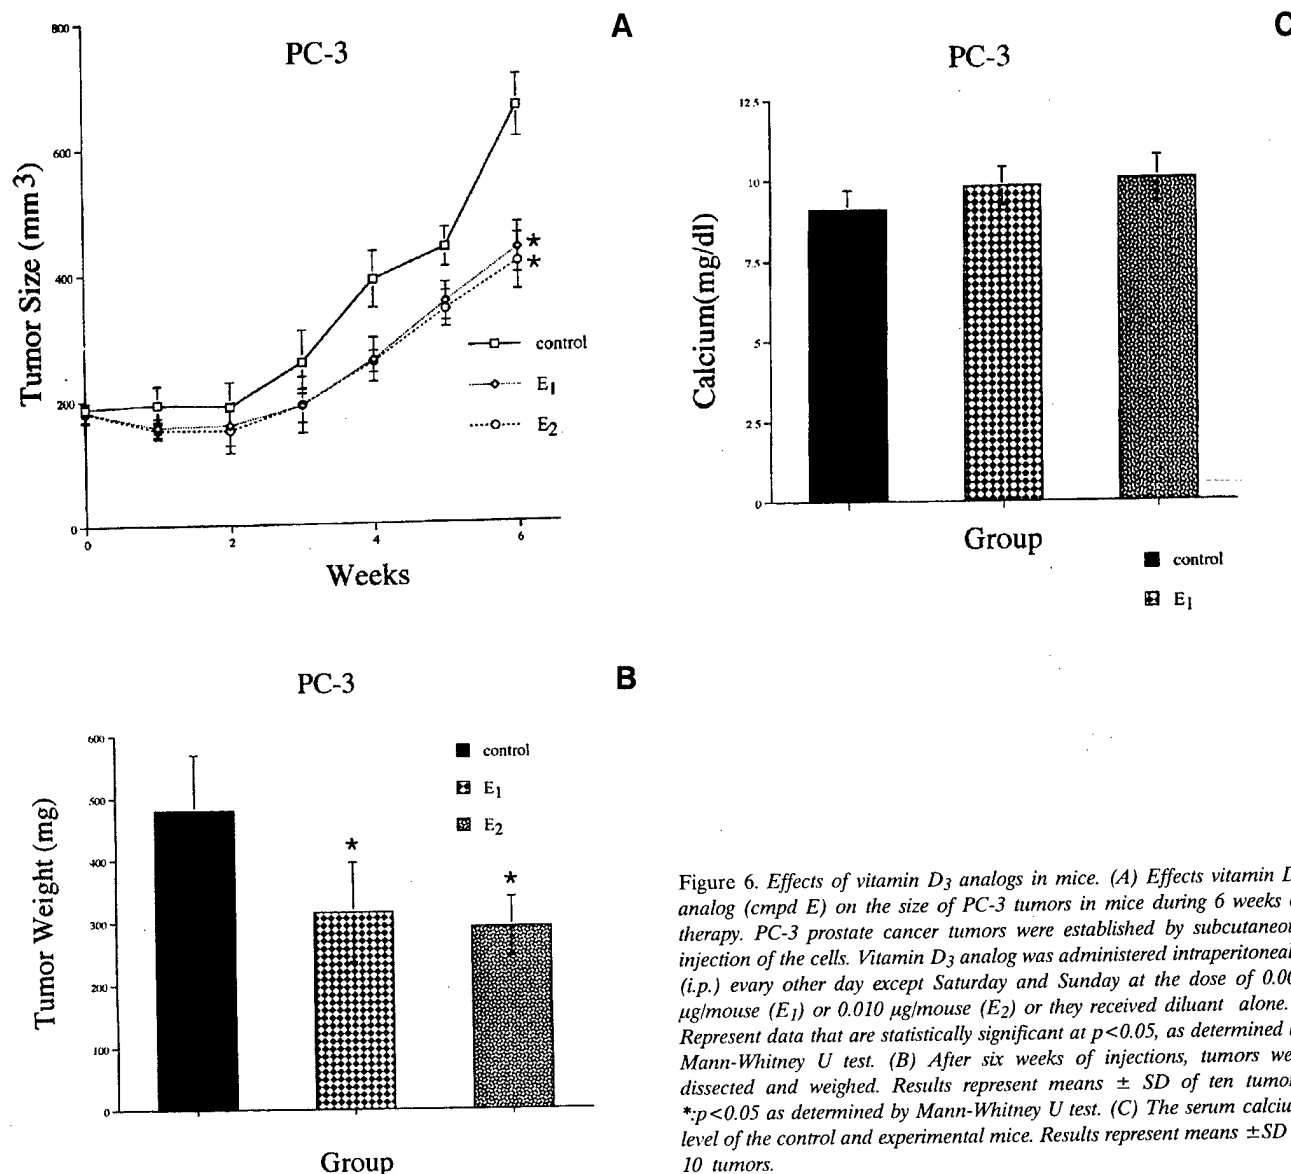 A
PC-3
800
600
400
200
0
0
2
4
6
Tumor Size (mm3)
Weeks
*
*
control
E1
E2
C
PC-3
12.5
10
7.5
5
2.5
0
Calcium(mg/dl)
Group
control
E1
B
PC-3
600
500
400
300
200
100
0
Tumor Weight (mg)
Group
*
*
control
E1
E2
Figure 6. Effects of vitamin D3 analogs in mice. (A) Effects vitamin D
analog (cmpd E) on the size of PC-3 tumors in mice during 6 weeks
therapy. PC-3 prostate cancer tumors were established by subcutaneou
injection of the cells. Vitamin D3 analog was administered intraperitoneal
(i.p.) evary other day except Saturday and Sunday at the dose of 0.00
µg/mouse (E1) or 0.010 µg/mouse (E2) or they received diluant alone.
Represent data that are statistically significant at p<0.05, as determined
Mann-Whitney U test. (B) After six weeks of injections, tumors we
dissected and weighed. Results represent means ± SD of ten tumor
*:p<0.05 as determined by Mann-Whitney U test. (C) The serum calciu
level of the control and experimental mice. Results represent means ±SD
10 tumors.